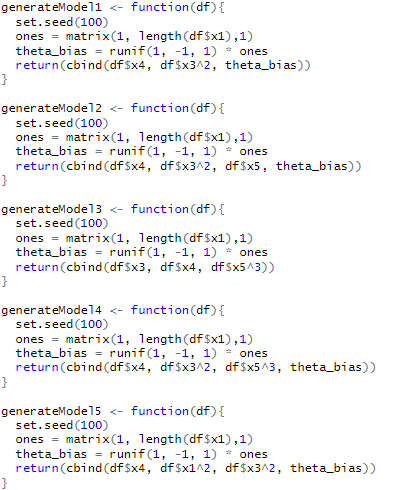 generateModel1 <- function(df){
  set.seed(100)
  ones = matrix(1, length(df$x1),1)
  theta_bias = runif(1, -1, 1) * ones
  return(cbind(df$x4, df$x3^2, theta_bias))
}

generateModel2 <- function(df){
  set.seed(100)
  ones = matrix(1, length(df$x1),1)
  theta_bias = runif(1, -1, 1) * ones
  return(cbind(df$x4, df$x3^2, df$x5, theta_bias))
}

generateModel3 <- function(df){
  set.seed(100)
  ones = matrix(1, length(df$x1),1)
  theta_bias = runif(1, -1, 1) * ones
  return(cbind(df$x3, df$x4, df$x5^3))
}

generateModel4 <- function(df){
  set.seed(100)
  ones = matrix(1, length(df$x1),1)
  theta_bias = runif(1, -1, 1) * ones
  return(cbind(df$x4, df$x3^2, df$x5^3, theta_bias))
}

generateModel5 <- function(df){
  set.seed(100)
  ones = matrix(1, length(df$x1),1)
  theta_bias = runif(1, -1, 1) * ones
  return(cbind(df$x4, df$x1^2, df$x3^2, theta_bias))
}